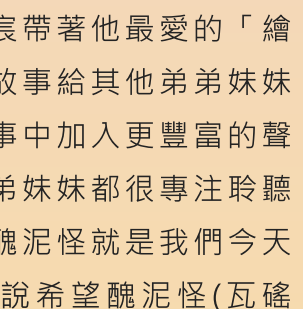 宸帶著他最愛的「繪
故事給其他弟弟妹妹
事中加入更豐富的聲
弟妹妹都很專注聆聽
醜泥怪就是我們今天
說希望醜泥怪(瓦礘